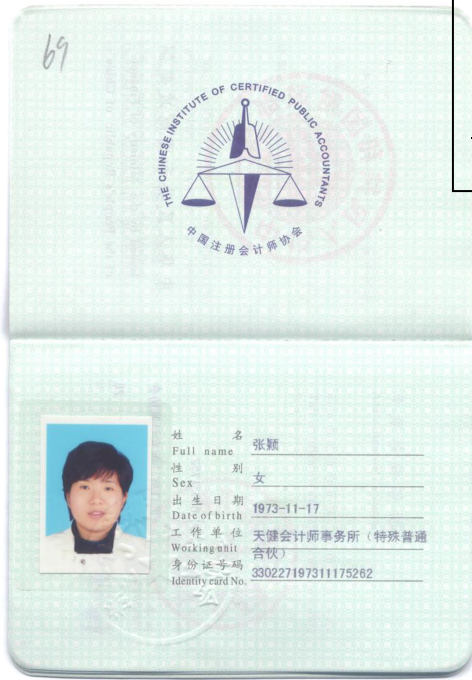 69
THE CHINESE INSTITUTE OF CERTIFIED PUBLIC ACCOUNTANTS
中国注册会计师协会
姓 名 张颖
Full name
性 别 女
Sex
出生日期 1973-11-17
Date of birth
工作单位 天健会计师事务所（特殊普通
Working unit 合伙）
身份证号码 330227197311175262
Identity card No.